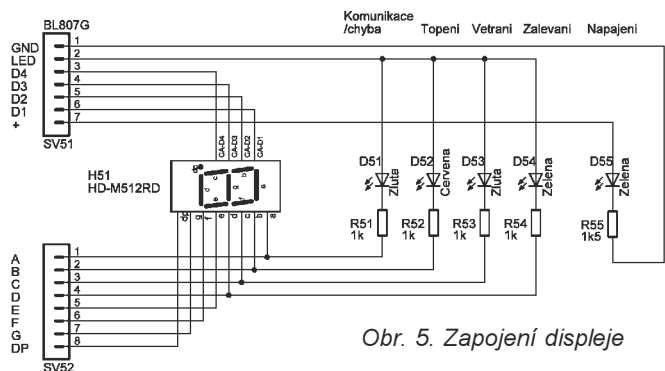 BL807G
GND 1
LED 2
D4 3
D3 4
D2 5
D1 6
+ 7
SV51
Komunikace
/chyba
Topeni
Vetrani
Zalevani
Napajeni
CA-D4
CA-D3
CA-D2
CA-D1
H51
HD-M512RD
dp
g
f
e
d
c
b
a
D51
Zluta
D52
Cervena
D53
Zluta
D54
Zelena
D55
Zelena
R51
1k
R52
1k
R53
1k
R54
1k
R55
1k5
A 1
B 2
C 3
D 4
E 5
F 6
G 7
DP 8
SV52
Obr. 5. Zapojení displeje